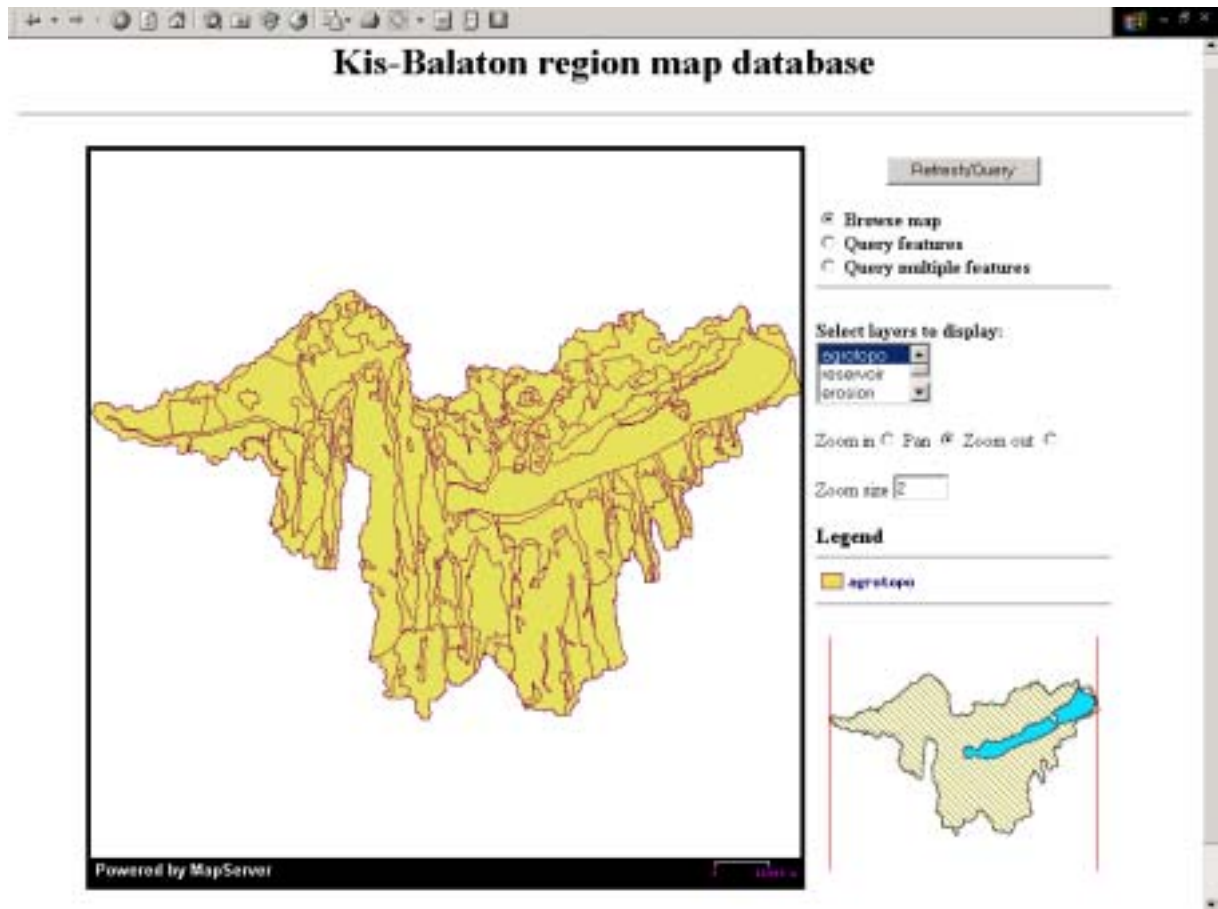 Kis-Balaton region map database
Refresh/Query
Browse map
Query features
Query multiple features
Select layers to display:
agrotopo
reservoir
erosion
Zoom in Pan Zoom out
Zoom size 2
Legend
agrotopo
Powered by MapServer